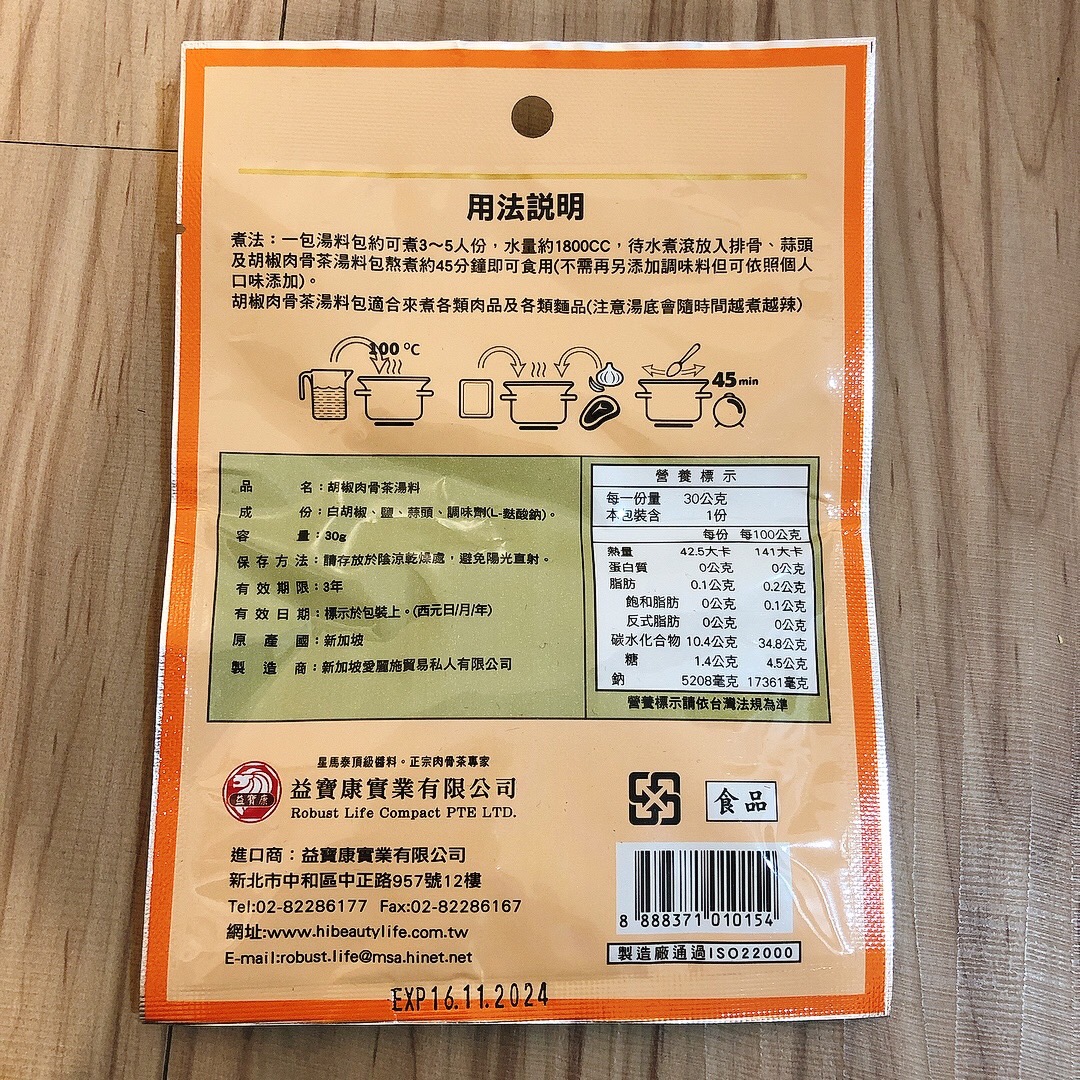 用法説明
煮法：一包湯料包約可煮3～5人份，水量約1800CC，待水煮滾放入排骨、蒜頭
及胡椒肉骨茶湯料包熬煮約45分鐘即可食用(不需再另添加調味料但可依照個人
口味添加)。
胡椒肉骨茶湯料包適合來煮各類肉品及各類麵品(注意湯底會隨時間越煮越辣)
100 °C
45 min
品名：胡椒肉骨茶湯料
成份：白胡椒、鹽、蒜頭、調味劑(L-麩酸鈉)。
容量：30g
保存方法：請存放於陰涼乾燥處，避免陽光直射。
有效期限：3年
有效日期：標示於包裝上。(西元日/月/年)
原產國：新加坡
製造商：新加坡愛麗施貿易私人有限公司
營養標示
每一份量 30公克
本包裝含 1份
每份 每100公克
熱量 42.5大卡 141大卡
蛋白質 0公克 0公克
脂肪 0.1公克 0.2公克
飽和脂肪 0公克 0.1公克
反式脂肪 0公克 0公克
碳水化合物 10.4公克 34.8公克
糖 1.4公克 4.5公克
鈉 5208毫克 17361毫克
營養標示請依台灣法規為準
星馬泰頂級醬料。正宗肉骨茶專家
益寶康
益寶康實業有限公司
Robust Life Compact PTE LTD.
食品
進口商：益寶康實業有限公司
新北市中和區中正路957號12樓
Tel:02-82286177 Fax:02-82286167
網址:www.hibeautylife.com.tw
E-mail:robust.life@msa.hinet.net
8 888371 010154
製造廠通過ISO22000
EXP 16.11.2024